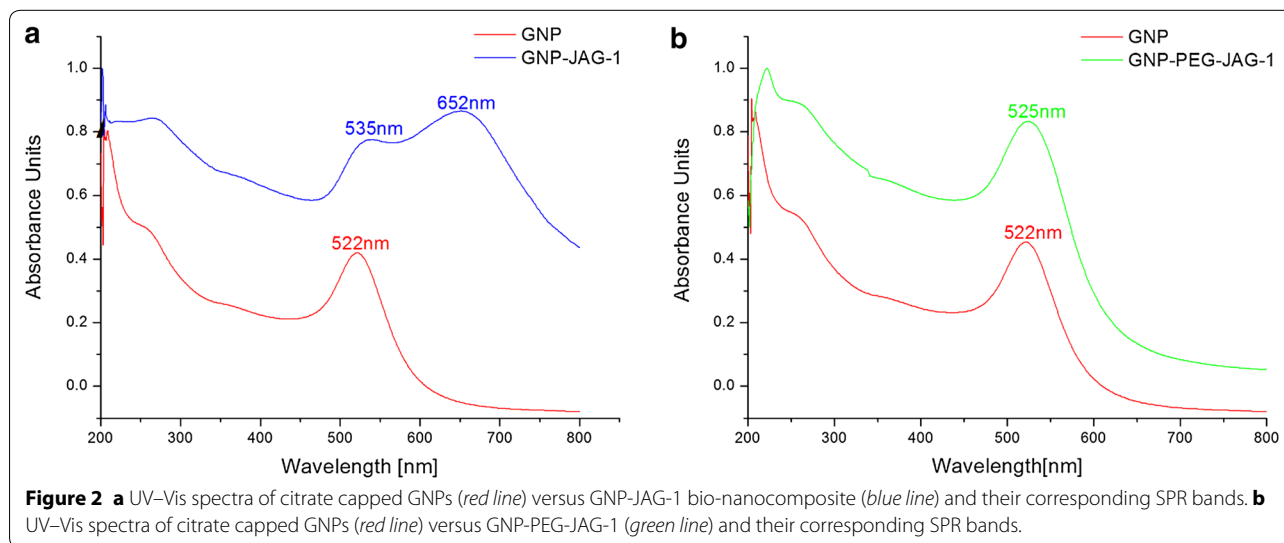 a
GNP
GNP-JAG-1
1.0
0.8
0.6
0.4
0.2
0.0
Absorbance Units
652nm
535nm
522nm
200 300 400 500 600 700 800
Wavelength [nm]
b
GNP
GNP-PEG-JAG-1
1.0
0.8
0.6
0.4
0.2
0.0
Absorbance Units
525nm
522nm
200 300 400 500 600 700 800
Wavelength[nm]
Figure 2 a UV–Vis spectra of citrate capped GNPs (red line) versus GNP-JAG-1 bio-nanocomposite (blue line) and their corresponding SPR bands. b
UV–Vis spectra of citrate capped GNPs (red line) versus GNP-PEG-JAG-1 (green line) and their corresponding SPR bands.